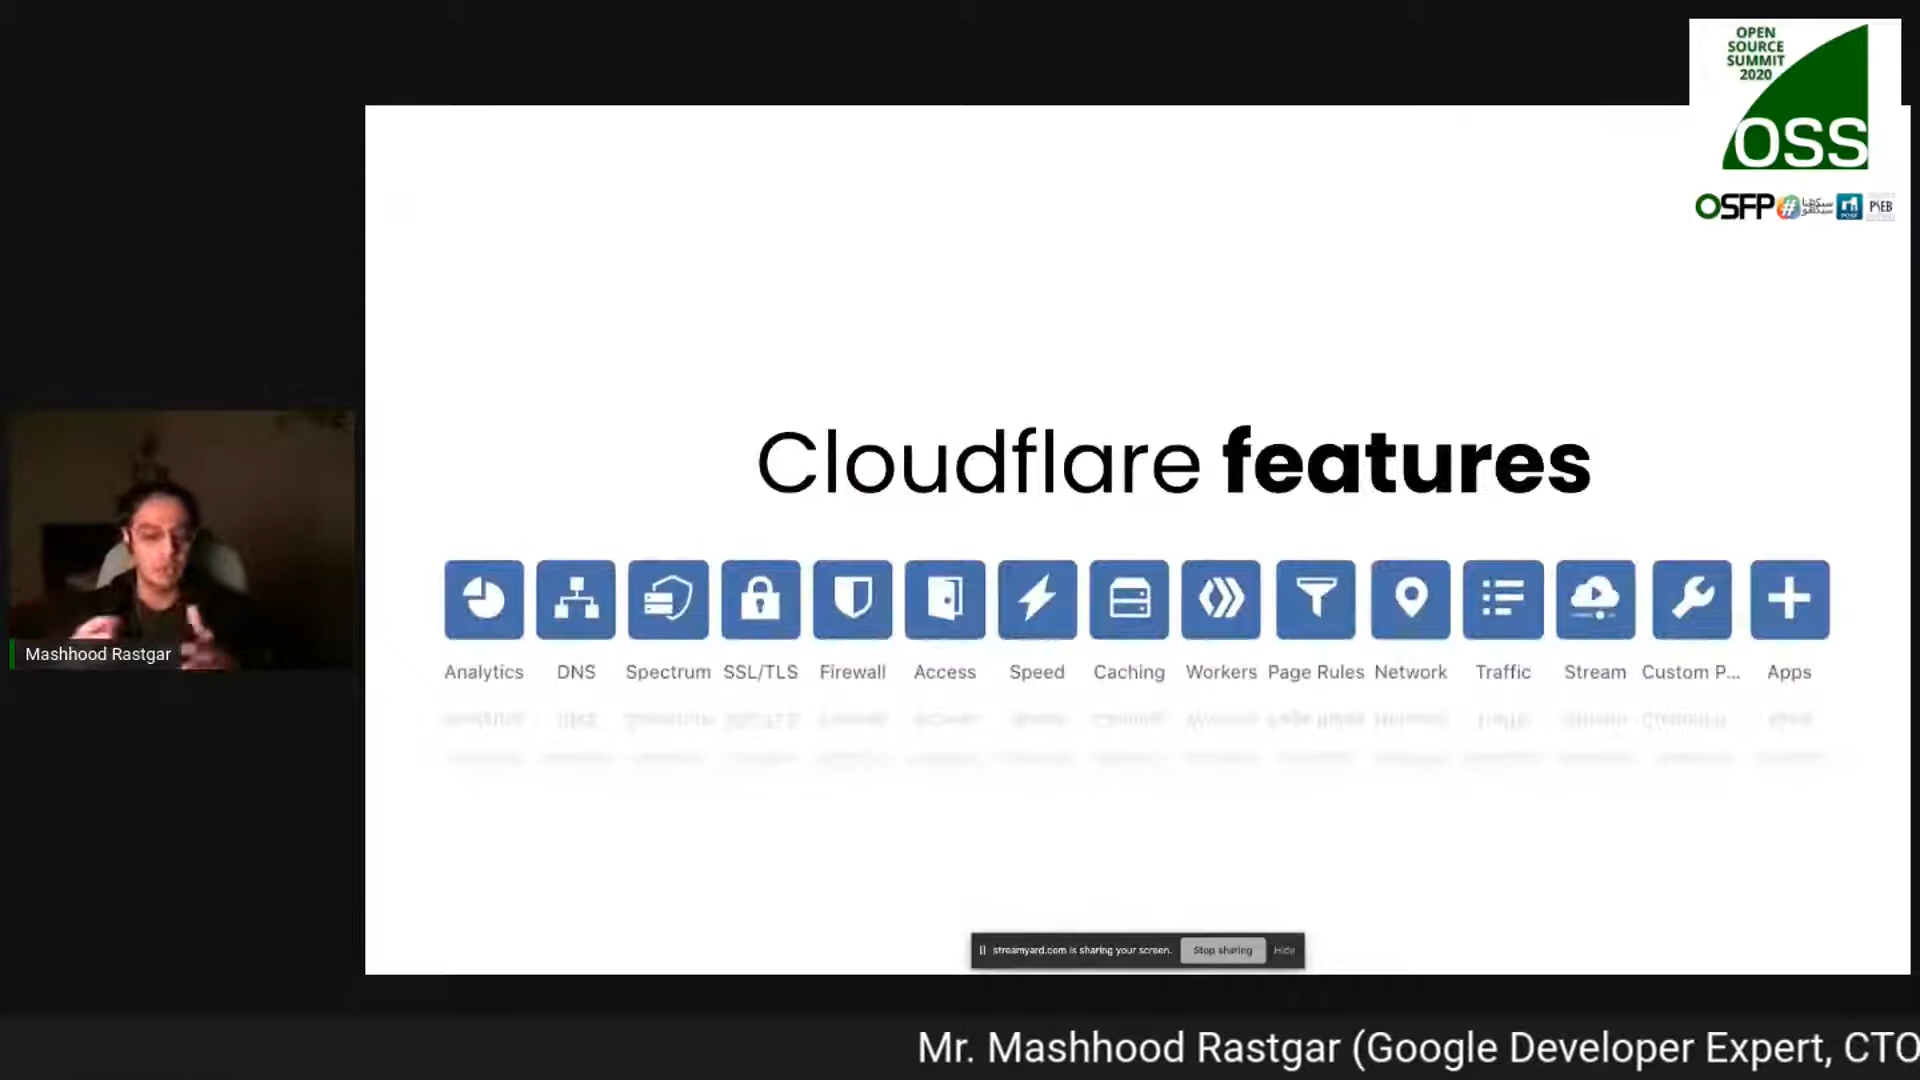 OPEN
SOURCE
SUMMIT
2020
OSS
OSFP
PSEB
Cloudflare features
Analytics DNS Spectrum SSL/TLS Firewall Access Speed Caching Workers Page Rules Network Traffic Stream Custom P... Apps
Mashhood Rastgar
streamyard.com is sharing your screen. Stop sharing Hide
Mr. Mashhood Rastgar (Google Developer Expert, CTO